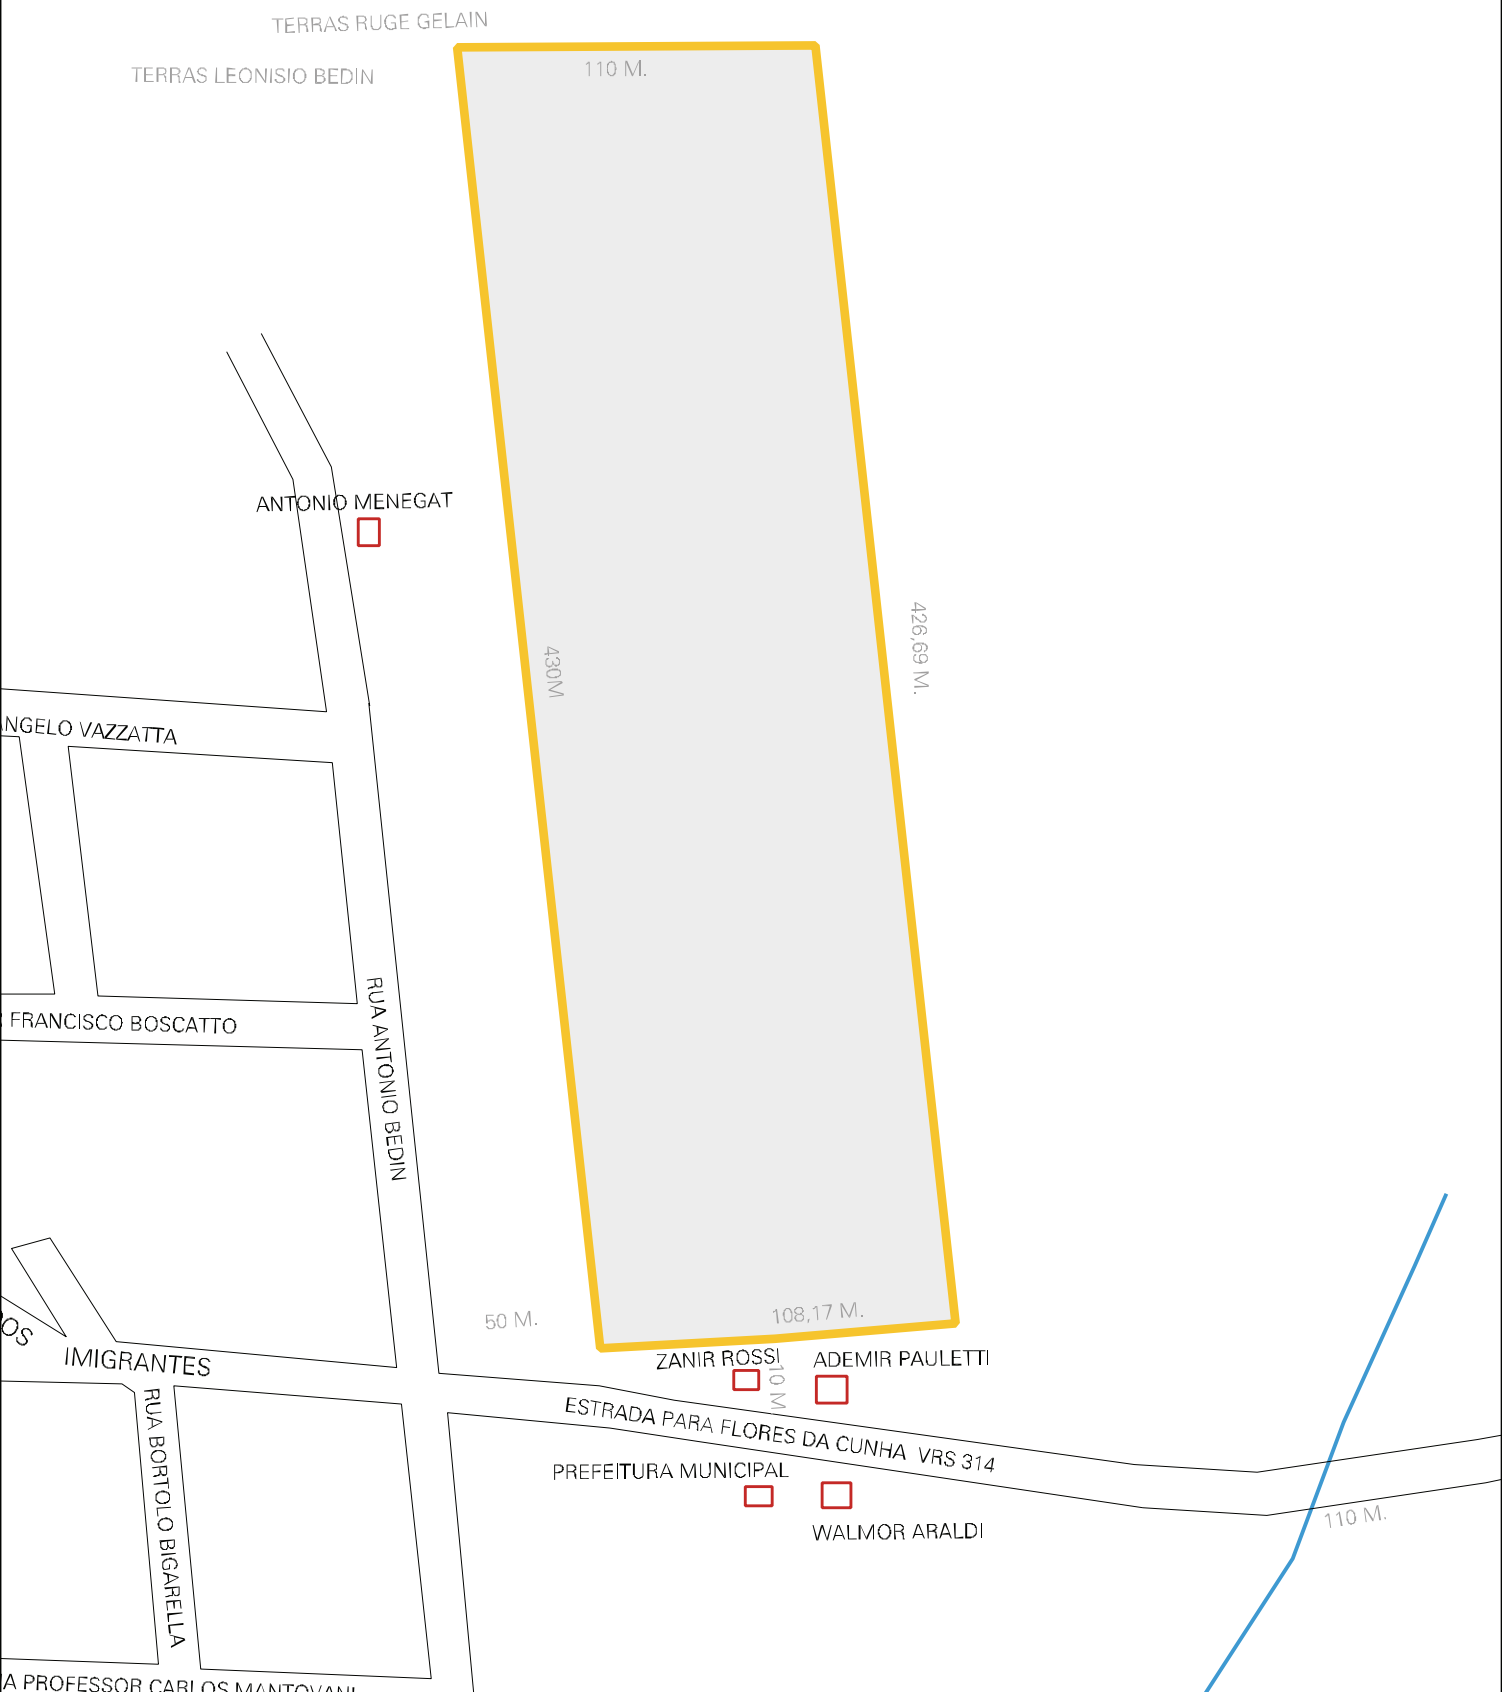 TERRAS RUGE GELAIN
TERRAS LEONISIO BEDIN
110 M.
ANTONIO MENEGAT
430M
426,69 M.
ANGELO VAZZATTA
FRANCISCO BOSCATTO
RUA ANTONIO BEDIN
50 M.
108,17 M.
IMIGRANTES
ZANIR ROSSI
ADEMIR PAULETTI
10 M
ESTRADA PARA FLORES DA CUNHA VRS 314
RUA BORTOLO BIGARELLA
PREFEITURA MUNICIPAL
WALMOR ARALDI
110 M.
A PROFESSOR CARLOS MANTOVANI